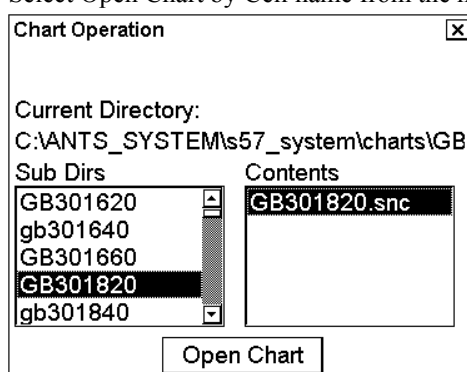 Select Open Chart by Cell name from the
Chart Operation
Current Directory:
C:\ANTS_SYSTEM\s57_system\charts\GB
Sub Dirs Contents
GB301620 GB301820.snc
gb301640
GB301660
GB301820
gb301840
Open Chart